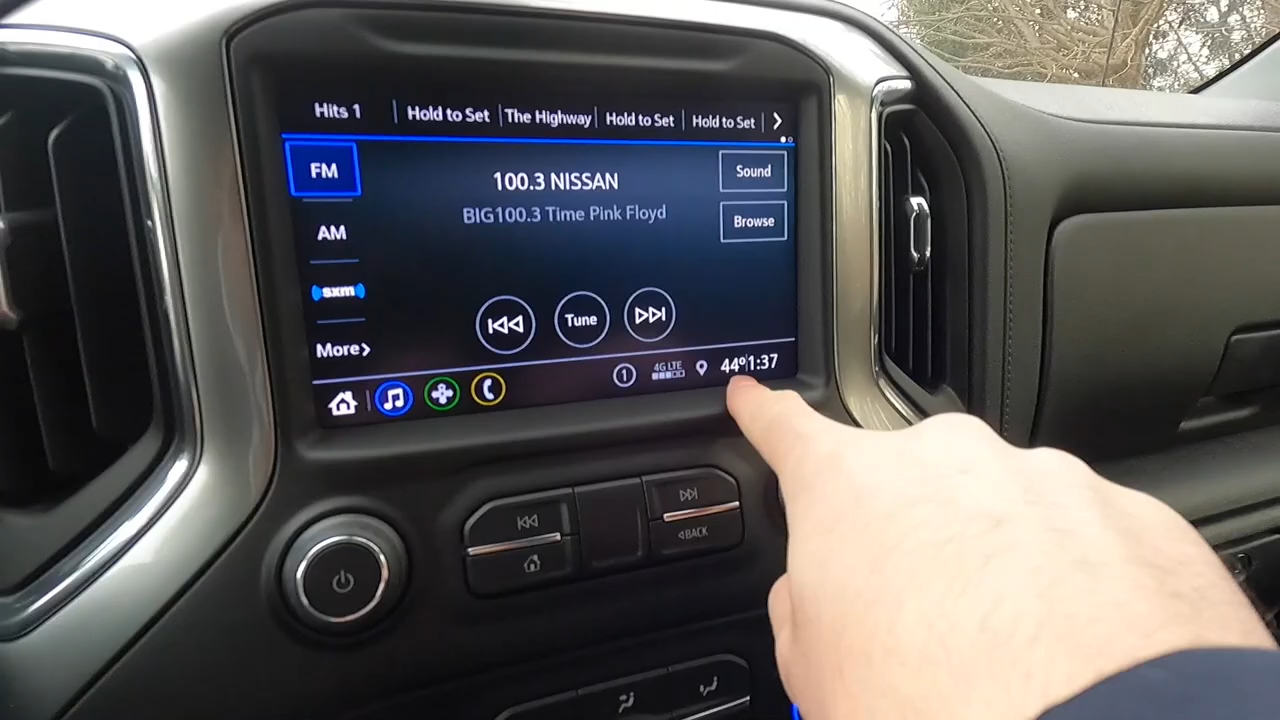 Hits 1 | Hold to Set | The Highway | Hold to Set | Hold to Set
FM
100.3 NISSAN
Sound
BIG100.3 Time Pink Floyd
Browse
AM
sxm
Tune
More
1
4G LTE
44° 1:37
BACK